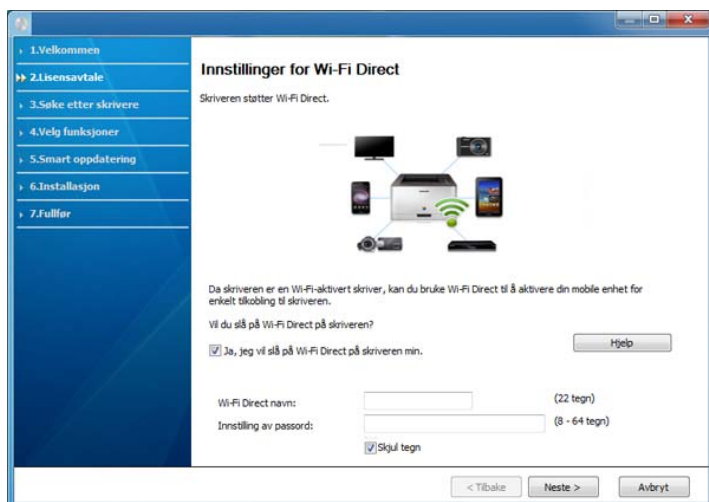 1.Velkommen
2.Lisensavtale
3.Søke etter skrivere
4.Velg funksjoner
5.Smart oppdatering
6.Installasjon
7.Fullfør
Innstillinger for Wi-Fi Direct
Skriveren støtter Wi-Fi Direct.
Da skriveren er en Wi-Fi-aktivert skriver, kan du bruke Wi-Fi Direct til å aktivere din mobile enhet for
enkelt tilkobling til skriveren.
Vil du slå på Wi-Fi Direct på skriveren?
Ja, jeg vil slå på Wi-Fi Direct på skriveren min.
Hjelp
Wi-Fi Direct navn:
(22 tegn)
Innstilling av passord:
(8 - 64 tegn)
Skjul tegn
< Tilbake
Neste >
Avbryt